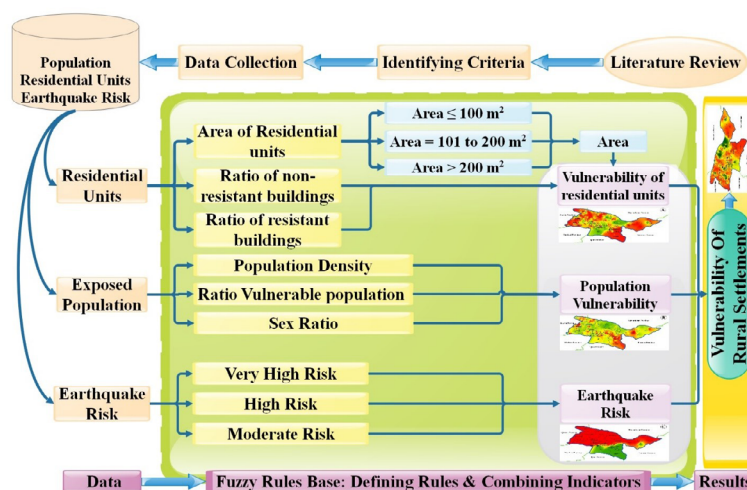 Population
Residential Units
Earthquake Risk
Data Collection
Identifying Criteria
Literature Review
Residential
Units
Exposed
Population
Earthquake
Risk
Area of Residential
units
Ratio of non-
resistant buildings
Ratio of resistant
buildings
Area ≤ 100 m²
Area = 101 to 200 m²
Area > 200 m²
Area
Vulnerability of
residential units
Population Density
Ratio Vulnerable population
Sex Ratio
Population
Vulnerability
Very High Risk
High Risk
Moderate Risk
Earthquake
Risk
Vulnerability Of
Rural Settlements
Data
Fuzzy Rules Base: Defining Rules & Combining Indicators
Results